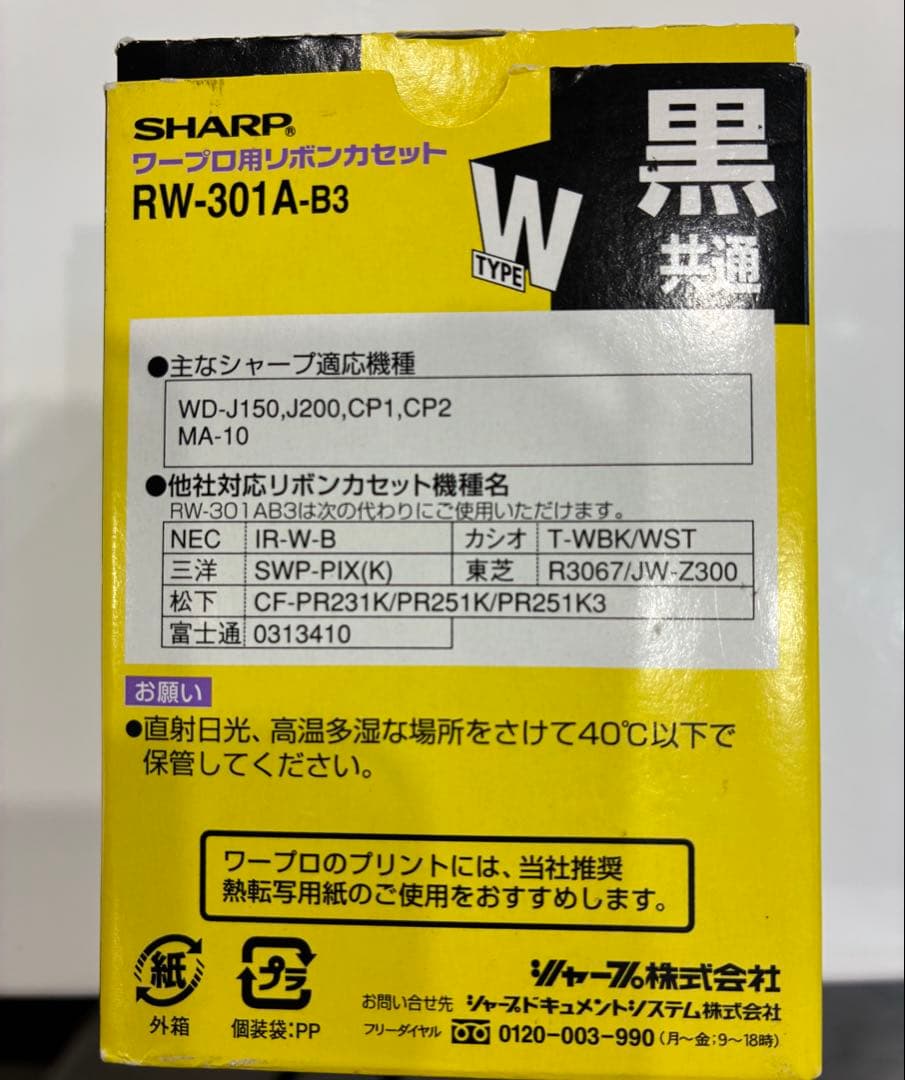 SHARP®
ワープロ用リボンカセット
RW-301A-B3
W
TYPE
黒
共通
●主なシャープ適応機種
WD-J150,J200,CP1,CP2
MA-10
●他社対応リボンカセット機種名
RW-301AB3は次の代わりにご使用いただけます。
NEC IR-W-B カシオ T-WBK/WST
三洋 SWP-PIX(K) 東芝 R3067/JW-Z300
松下 CF-PR231K/PR251K/PR251K3
富士通 0313410
お願い
●直射日光、高温多湿な場所をさけて40℃以下で
保管してください。
ワープロのプリントには、当社推奨
熱転写用紙のご使用をおすすめします。
紙
外箱
プラ
個装袋:PP
シャープ株式会社
お問い合せ先 シャープドキュメントシステム株式会社
フリーダイヤル 0120-003-990(月〜金;9〜18時)